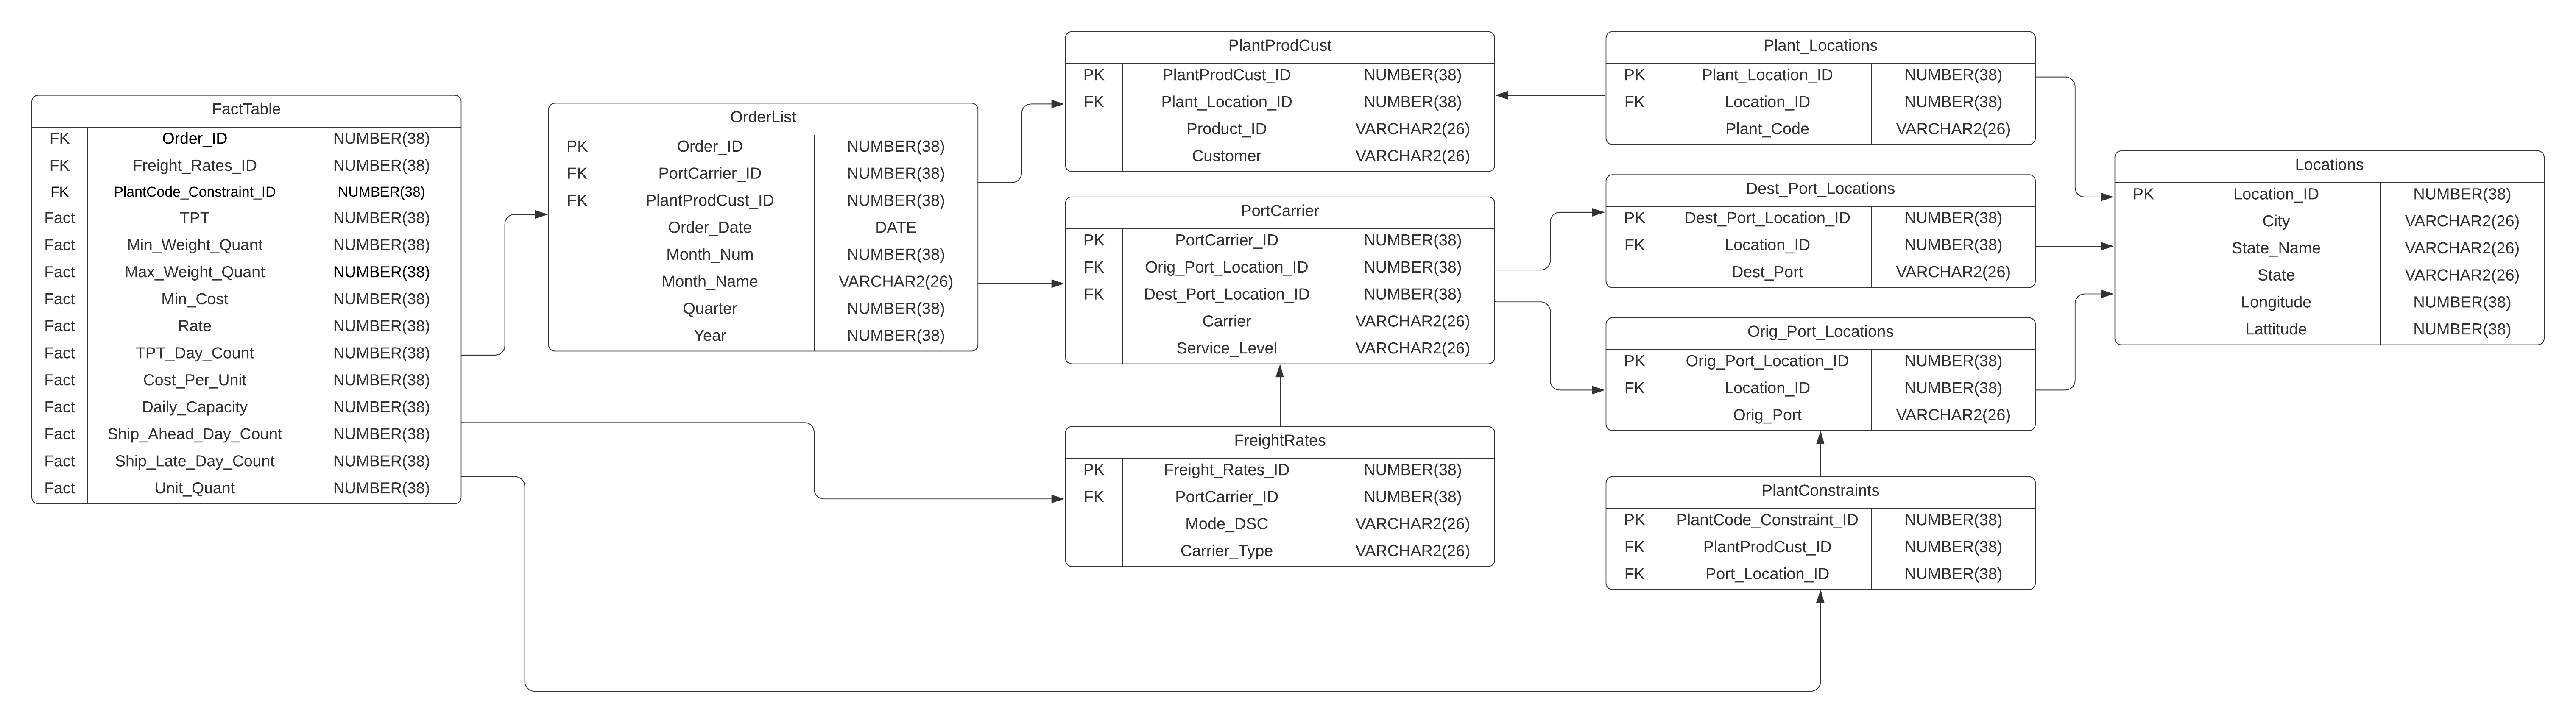 FactTable
FK Order_ID NUMBER(38)
FK Freight_Rates_ID NUMBER(38)
FK PlantCode_Constraint_ID NUMBER(38)
Fact TPT NUMBER(38)
Fact Min_Weight_Quant NUMBER(38)
Fact Max_Weight_Quant NUMBER(38)
Fact Min_Cost NUMBER(38)
Fact Rate NUMBER(38)
Fact TPT_Day_Count NUMBER(38)
Fact Cost_Per_Unit NUMBER(38)
Fact Daily_Capacity NUMBER(38)
Fact Ship_Ahead_Day_Count NUMBER(38)
Fact Ship_Late_Day_Count NUMBER(38)
Fact Unit_Quant NUMBER(38)
OrderList
PK Order_ID NUMBER(38)
FK PortCarrier_ID NUMBER(38)
FK PlantProdCust_ID NUMBER(38)
Order_Date DATE
Month_Num NUMBER(38)
Month_Name VARCHAR2(26)
Quarter NUMBER(38)
Year NUMBER(38)
PlantProdCust
PK PlantProdCust_ID NUMBER(38)
FK Plant_Location_ID NUMBER(38)
Product_ID VARCHAR2(26)
Customer VARCHAR2(26)
PortCarrier
PK PortCarrier_ID NUMBER(38)
FK Orig_Port_Location_ID NUMBER(38)
FK Dest_Port_Location_ID NUMBER(38)
Carrier VARCHAR2(26)
Service_Level VARCHAR2(26)
FreightRates
PK Freight_Rates_ID NUMBER(38)
FK PortCarrier_ID NUMBER(38)
Mode_DSC VARCHAR2(26)
Carrier_Type VARCHAR2(26)
Plant_Locations
PK Plant_Location_ID NUMBER(38)
FK Location_ID NUMBER(38)
Plant_Code VARCHAR2(26)
Dest_Port_Locations
PK Dest_Port_Location_ID NUMBER(38)
FK Location_ID NUMBER(38)
Dest_Port VARCHAR2(26)
Orig_Port_Locations
PK Orig_Port_Location_ID NUMBER(38)
FK Location_ID NUMBER(38)
Orig_Port VARCHAR2(26)
PlantConstraints
PK PlantCode_Constraint_ID NUMBER(38)
FK PlantProdCust_ID NUMBER(38)
FK Port_Location_ID NUMBER(38)
Locations
PK Location_ID NUMBER(38)
City VARCHAR2(26)
State_Name VARCHAR2(26)
State VARCHAR2(26)
Longitude NUMBER(38)
Lattitude NUMBER(38)